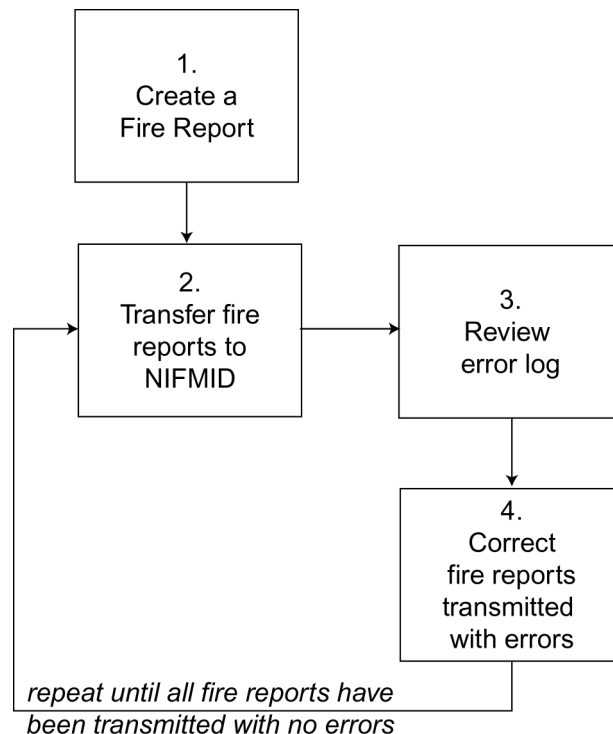 1.
Create a
Fire Report
2.
Transfer fire
reports to
NIFMID
3.
Review
error log
4.
Correct
fire reports
transmitted
with errors
repeat until all fire reports have
been transmitted with no errors